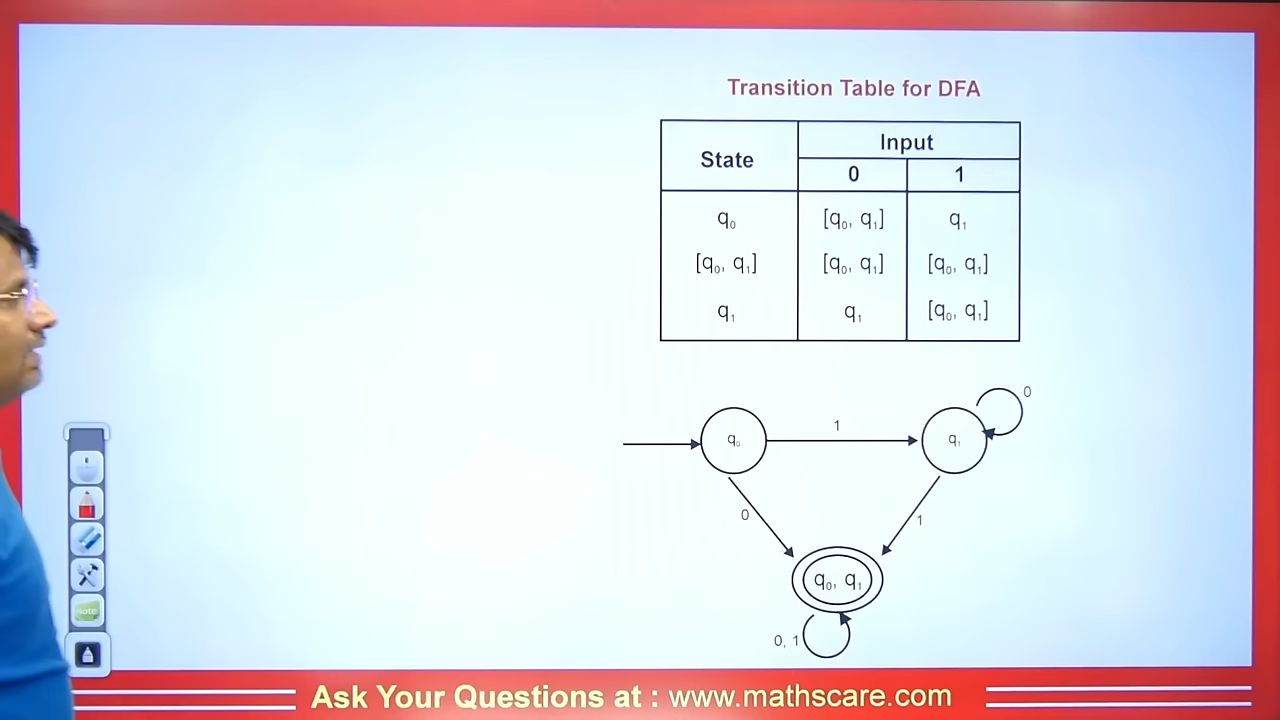 Transition Table for DFA
State Input
0 1
q₀ [q₀, q₁] q₁
[q₀, q₁] [q₀, q₁] [q₀, q₁]
q₁ q₁ [q₀, q₁]
0
1
q₀ q₁
0 1
q₀, q₁
0, 1
Note
Ask Your Questions at : www.mathscare.com